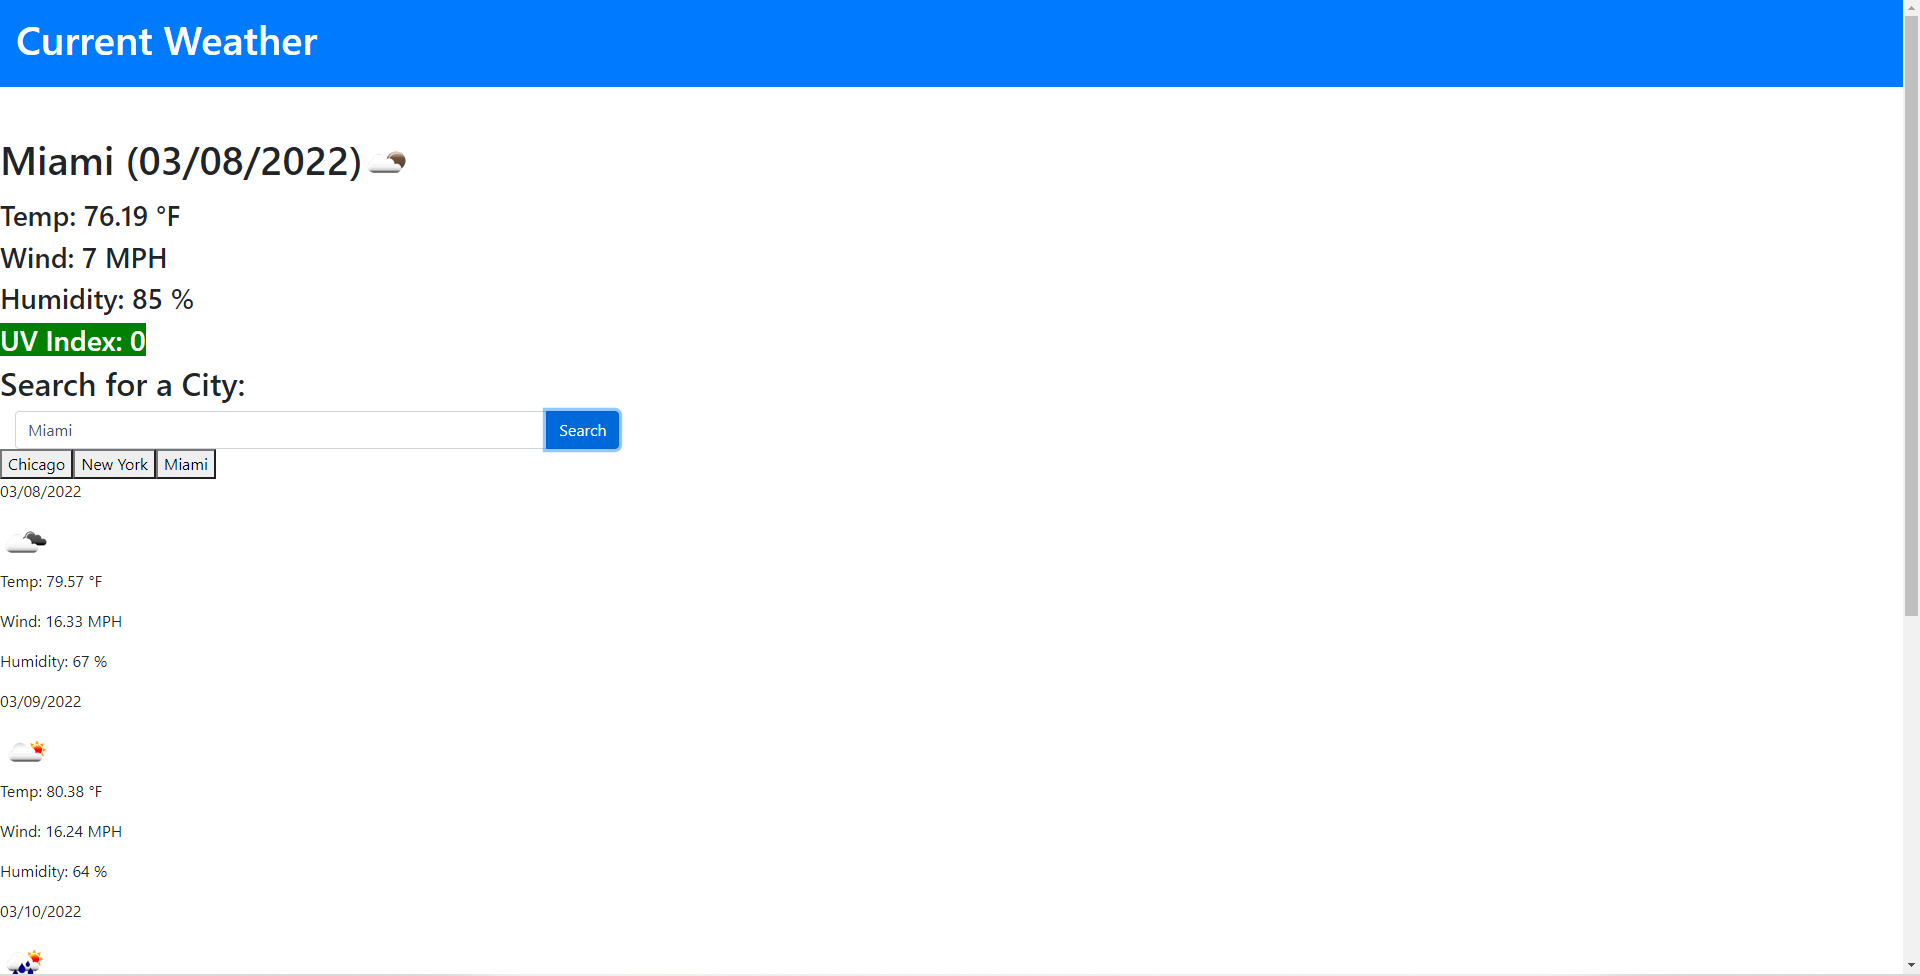 Current Weather
Miami (03/08/2022)
Temp: 76.19 °F
Wind: 7 MPH
Humidity: 85 %
UV Index: 0
Search for a City:
Miami Search
Chicago New York Miami
03/08/2022
Temp: 79.57 °F
Wind: 16.33 MPH
Humidity: 67 %
03/09/2022
Temp: 80.38 °F
Wind: 16.24 MPH
Humidity: 64 %
03/10/2022